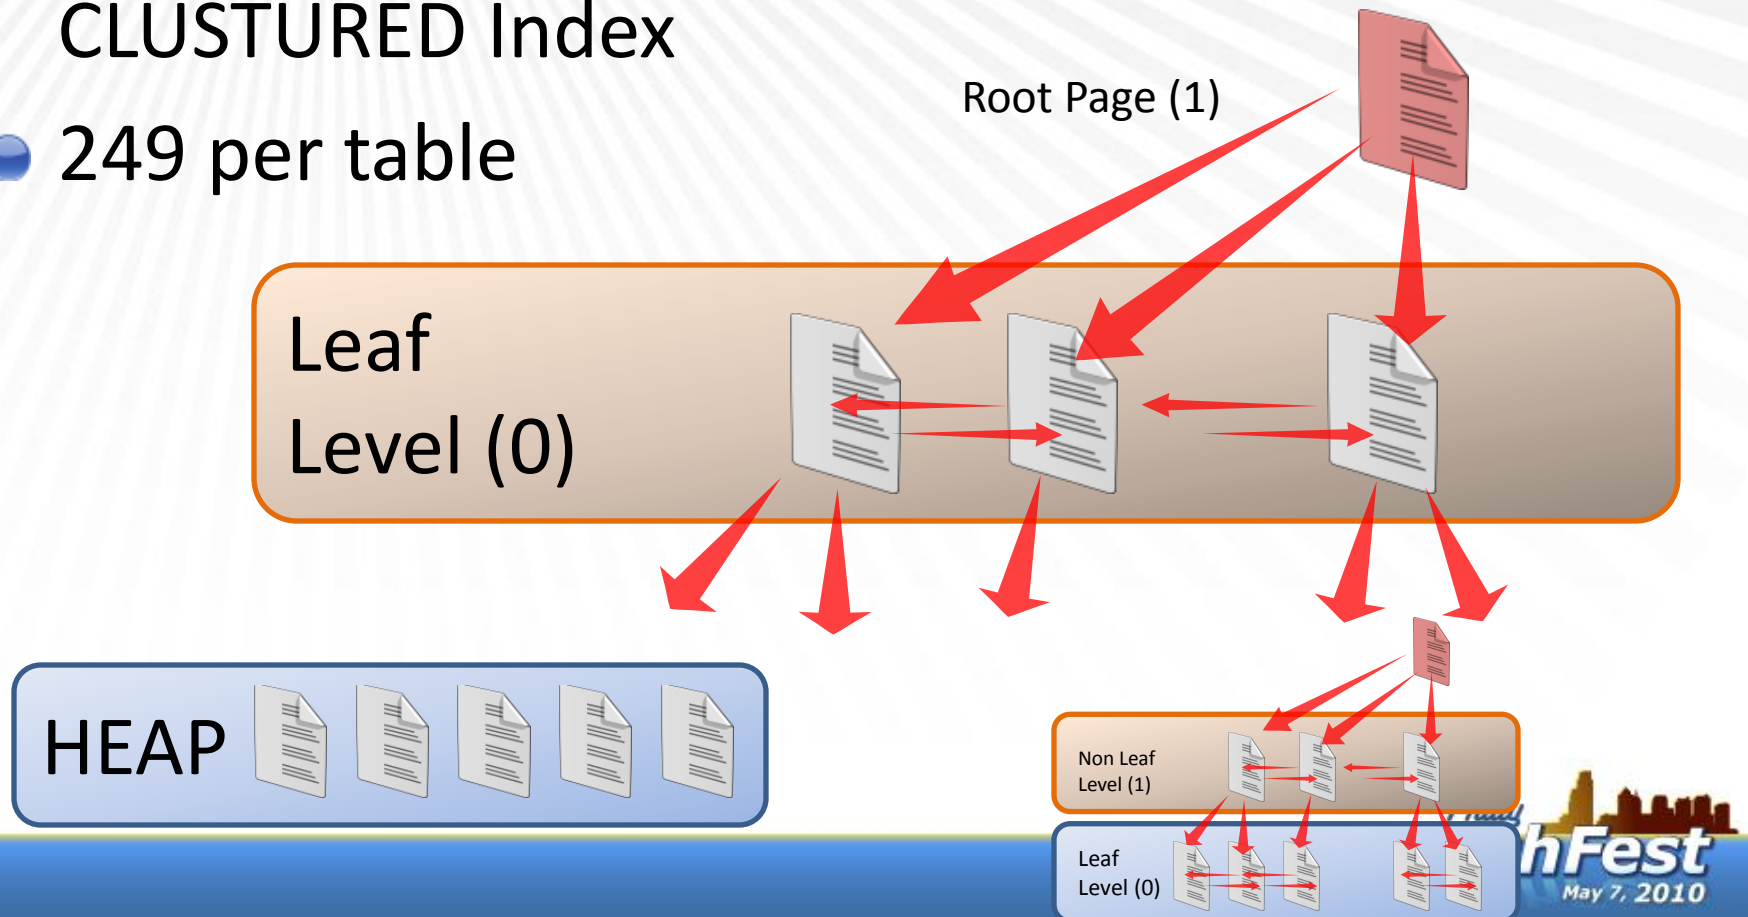 CLUSTURED Index
249 per table
Root Page (1)
Leaf
Level (0)
HEAP
Non Leaf
Level (1)
Leaf
Level (0)
hFest
May 7, 2010